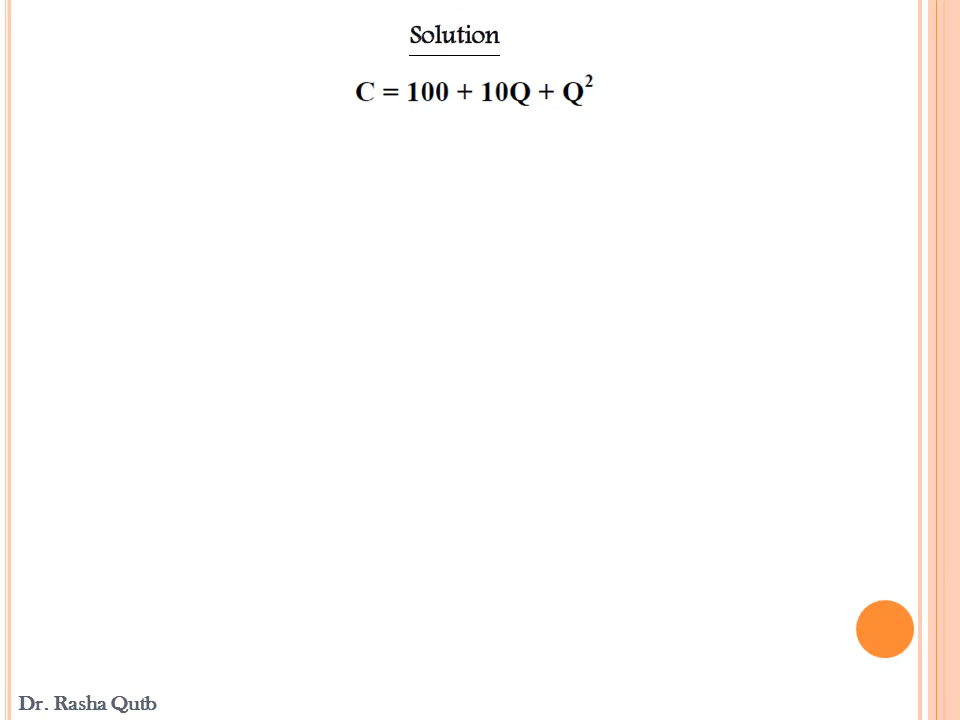 Solution
C = 100 + 10Q + Q²
Dr. Rasha Qutb